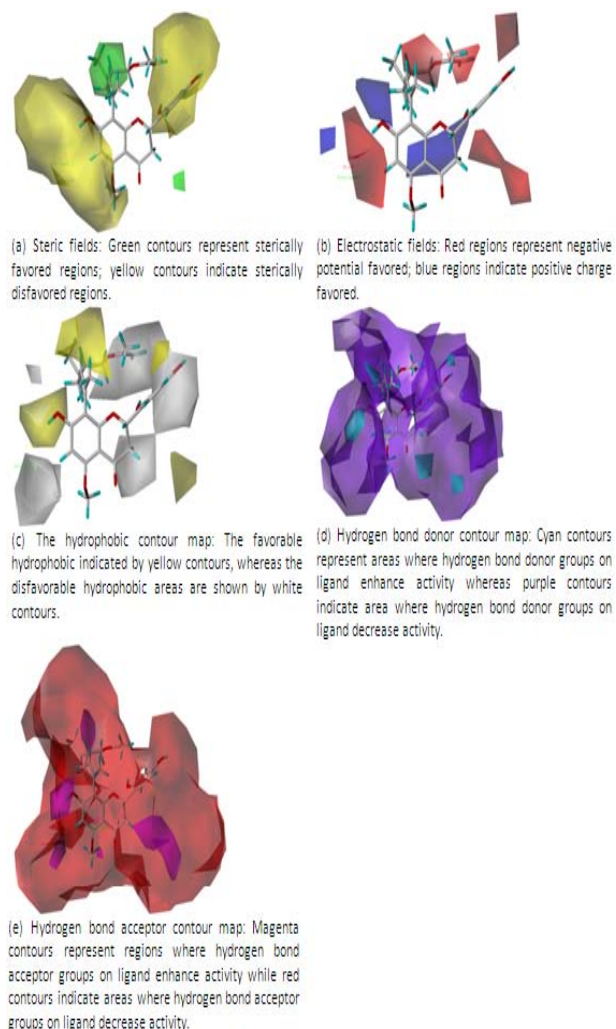 (a) Steric fields: Green contours represent sterically
favored regions; yellow contours indicate sterically
disfavored regions.
(b) Electrostatic fields: Red regions represent negative
potential favored; blue regions indicate positive charge
favored.
(c) The hydrophobic contour map: The favorable
hydrophobic indicated by yellow contours, whereas the
disfavorable hydrophobic areas are shown by white
contours.
(d) Hydrogen bond donor contour map: Cyan contours
represent areas where hydrogen bond donor groups on
ligand enhance activity whereas purple contours
indicate area where hydrogen bond donor groups on
ligand decrease activity.
(e) Hydrogen bond acceptor contour map: Magenta
contours represent regions where hydrogen bond
acceptor groups on ligand enhance activity while red
contours indicate areas where hydrogen bond acceptor
groups on ligand decrease activity.